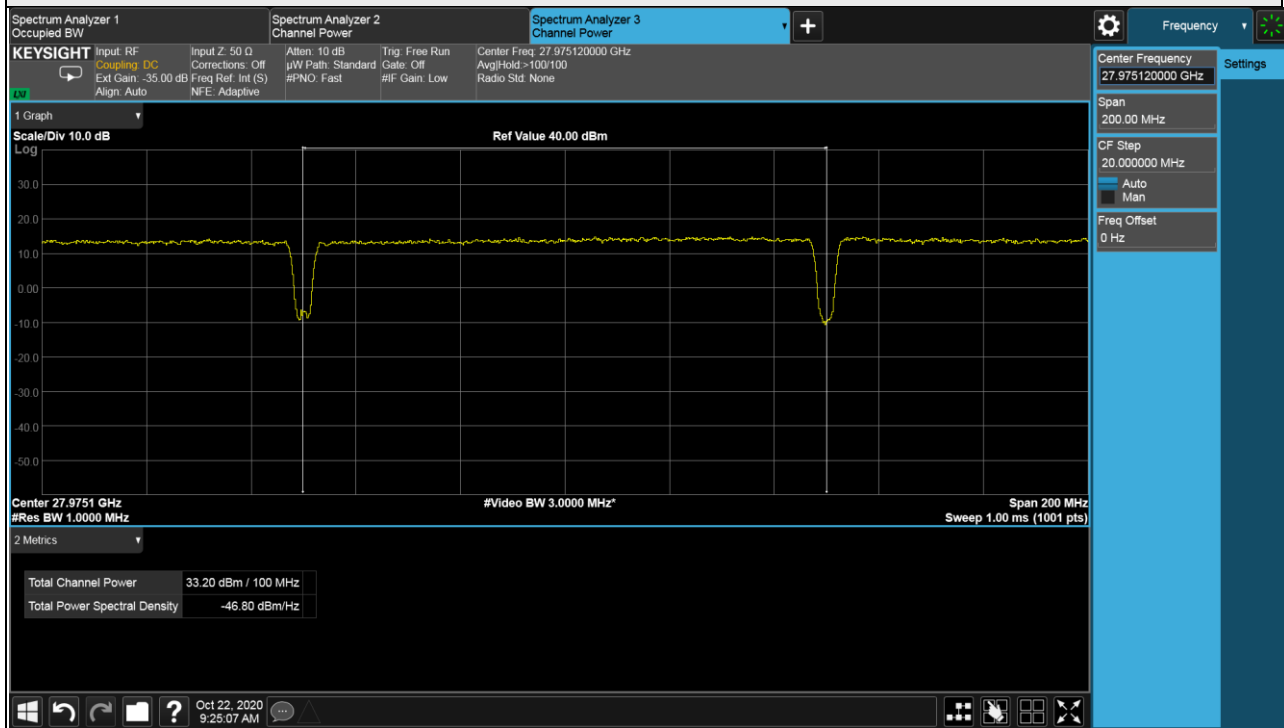 Spectrum Analyzer 1
Occupied BW
Spectrum Analyzer 2
Channel Power
Spectrum Analyzer 3
Channel Power
Frequency
KEYSIGHT
Input: RF
Coupling: DC
Ext Gain: -35.00 dB
Align: Auto
Input Z: 50 Ω
Corrections: Off
Freq Ref: Int (S)
NFE: Adaptive
Atten: 10 dB
µW Path: Standard
#PNO: Fast
Trig: Free Run
Gate: Off
#IF Gain: Low
Center Freq: 27.975120000 GHz
Avg|Hold:>100/100
Radio Std: None
LXI
1 Graph
Scale/Div 10.0 dB
Ref Value 40.00 dBm
Log
30.0
20.0
10.0
0.00
-10.0
-20.0
-30.0
-40.0
-50.0
Center 27.9751 GHz
#Video BW 3.0000 MHz*
Span 200 MHz
#Res BW 1.0000 MHz
Sweep 1.00 ms (1001 pts)
2 Metrics
Total Channel Power 33.20 dBm / 100 MHz
Total Power Spectral Density -46.80 dBm/Hz
Center Frequency
27.975120000 GHz
Settings
Span
200.00 MHz
CF Step
20.000000 MHz
Auto
Man
Freq Offset
0 Hz
?
Oct 22, 2020
9:25:07 AM